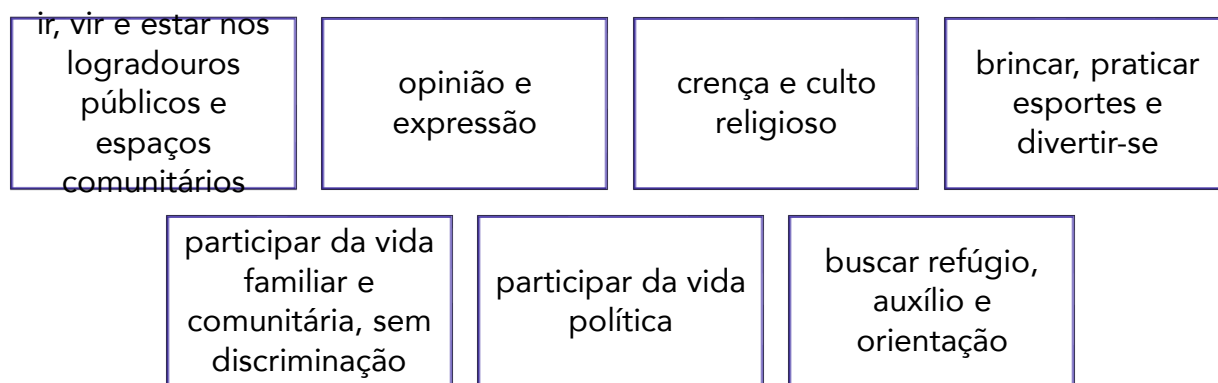 ir, vir e estar nos
logradouros
públicos e
espaços
comunitários
opinião e
expressão
crença e culto
religioso
brincar, praticar
esportes e
divertir-se
participar da vida
familiar e
comunitária, sem
discriminação
participar da vida
política
buscar refúgio,
auxílio e
orientação